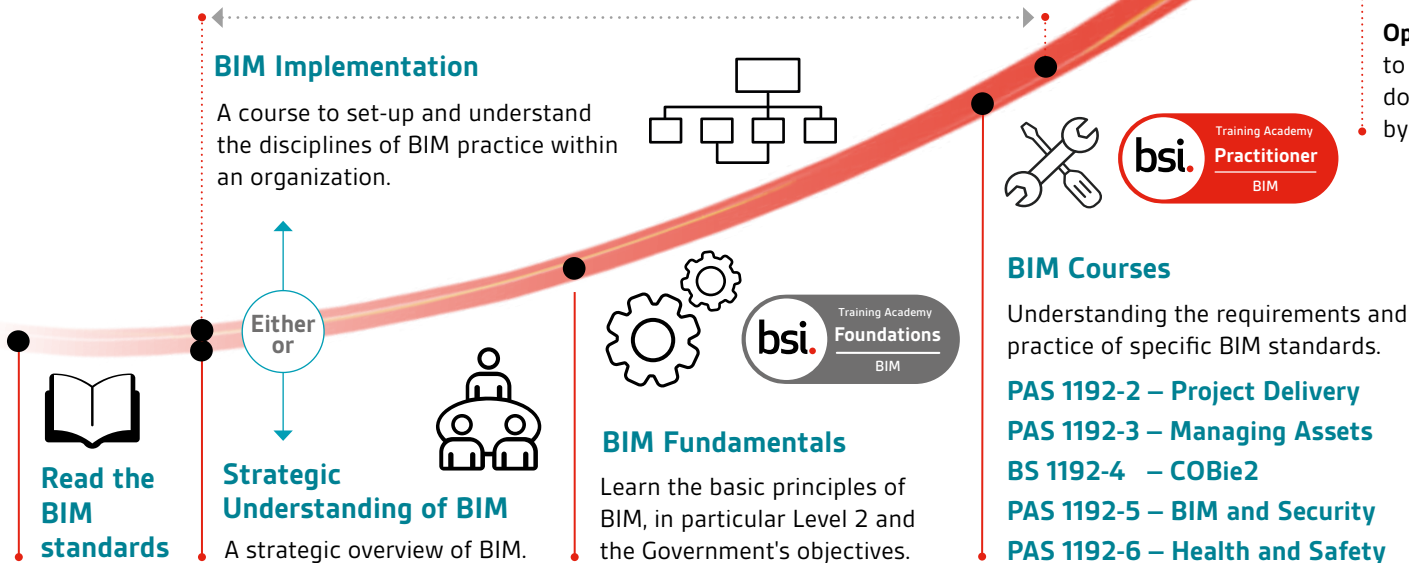 BIM Implementation
A course to set-up and understand
the disciplines of BIM practice within
an organization.
Either
or
Read the
BIM
standards
Strategic
Understanding of BIM
A strategic overview of BIM.
bsi.
Training Academy
Foundations
BIM
BIM Fundamentals
Learn the basic principles of
BIM, in particular Level 2 and
the Government's objectives.
bsi.
Training Academy
Practitioner
BIM
BIM Courses
Understanding the requirements and
practice of specific BIM standards.
PAS 1192-2 – Project Delivery
PAS 1192-3 – Managing Assets
BS 1192-4 – COBie2
PAS 1192-5 – BIM and Security
PAS 1192-6 – Health and Safety
to
by